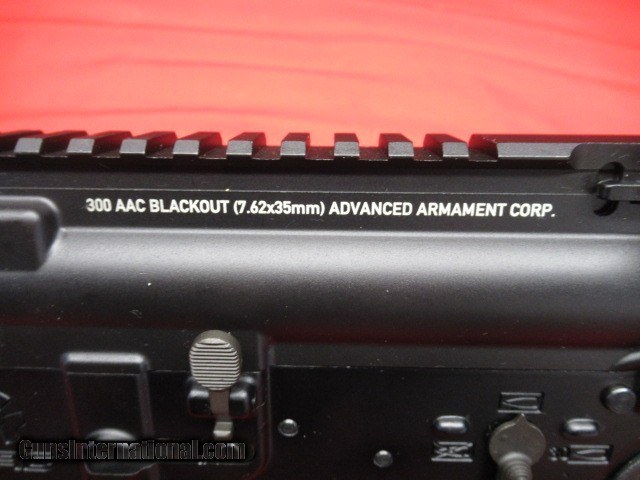 300 AAC BLACKOUT (7.62x35mm) ADVANCED ARMAMENT CORP.
GunsInternational.com